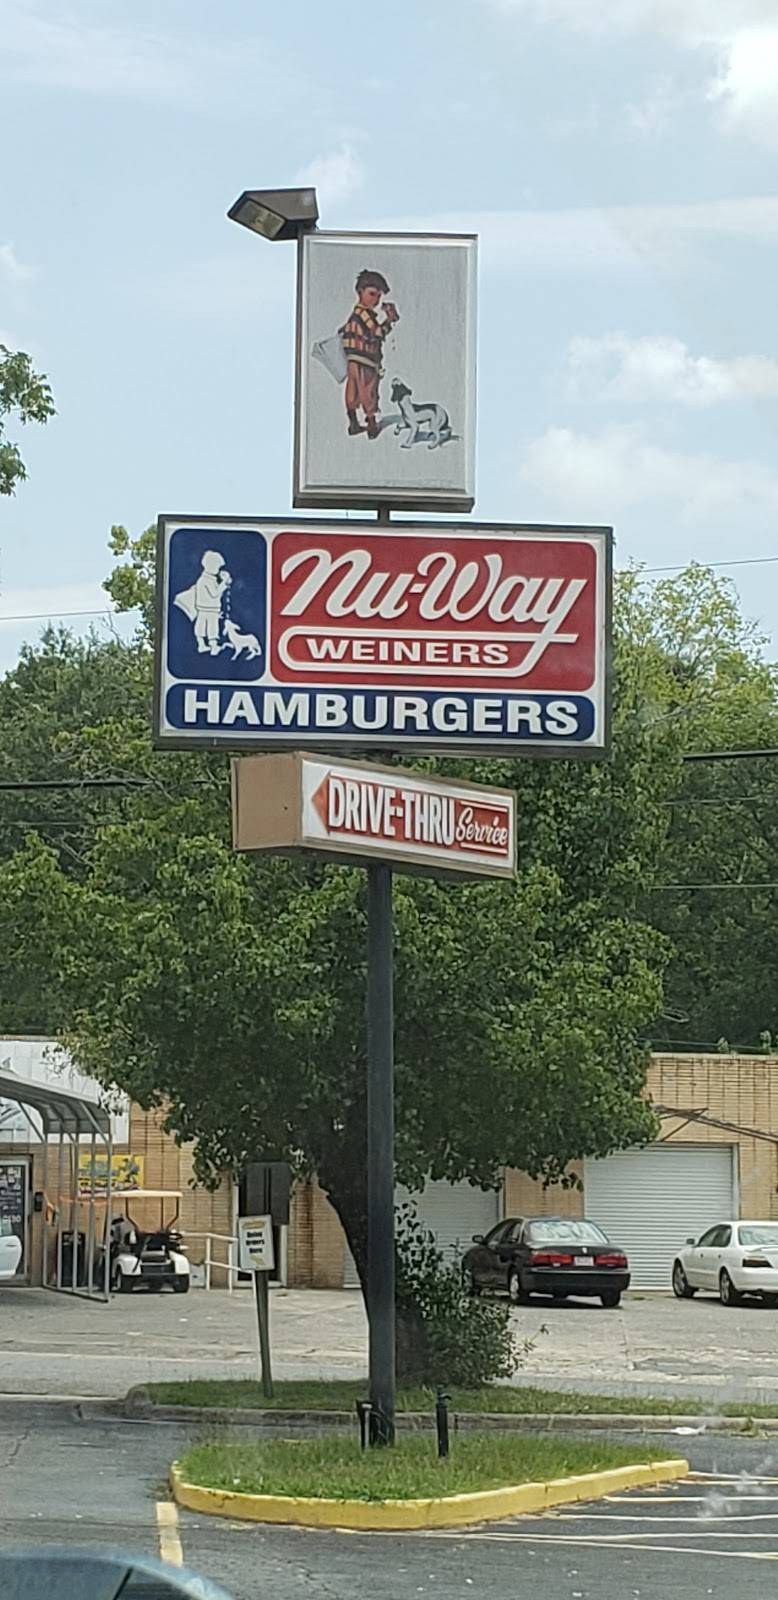 Nu-Way
WEINERS
HAMBURGERS
DRIVE-THRU Service